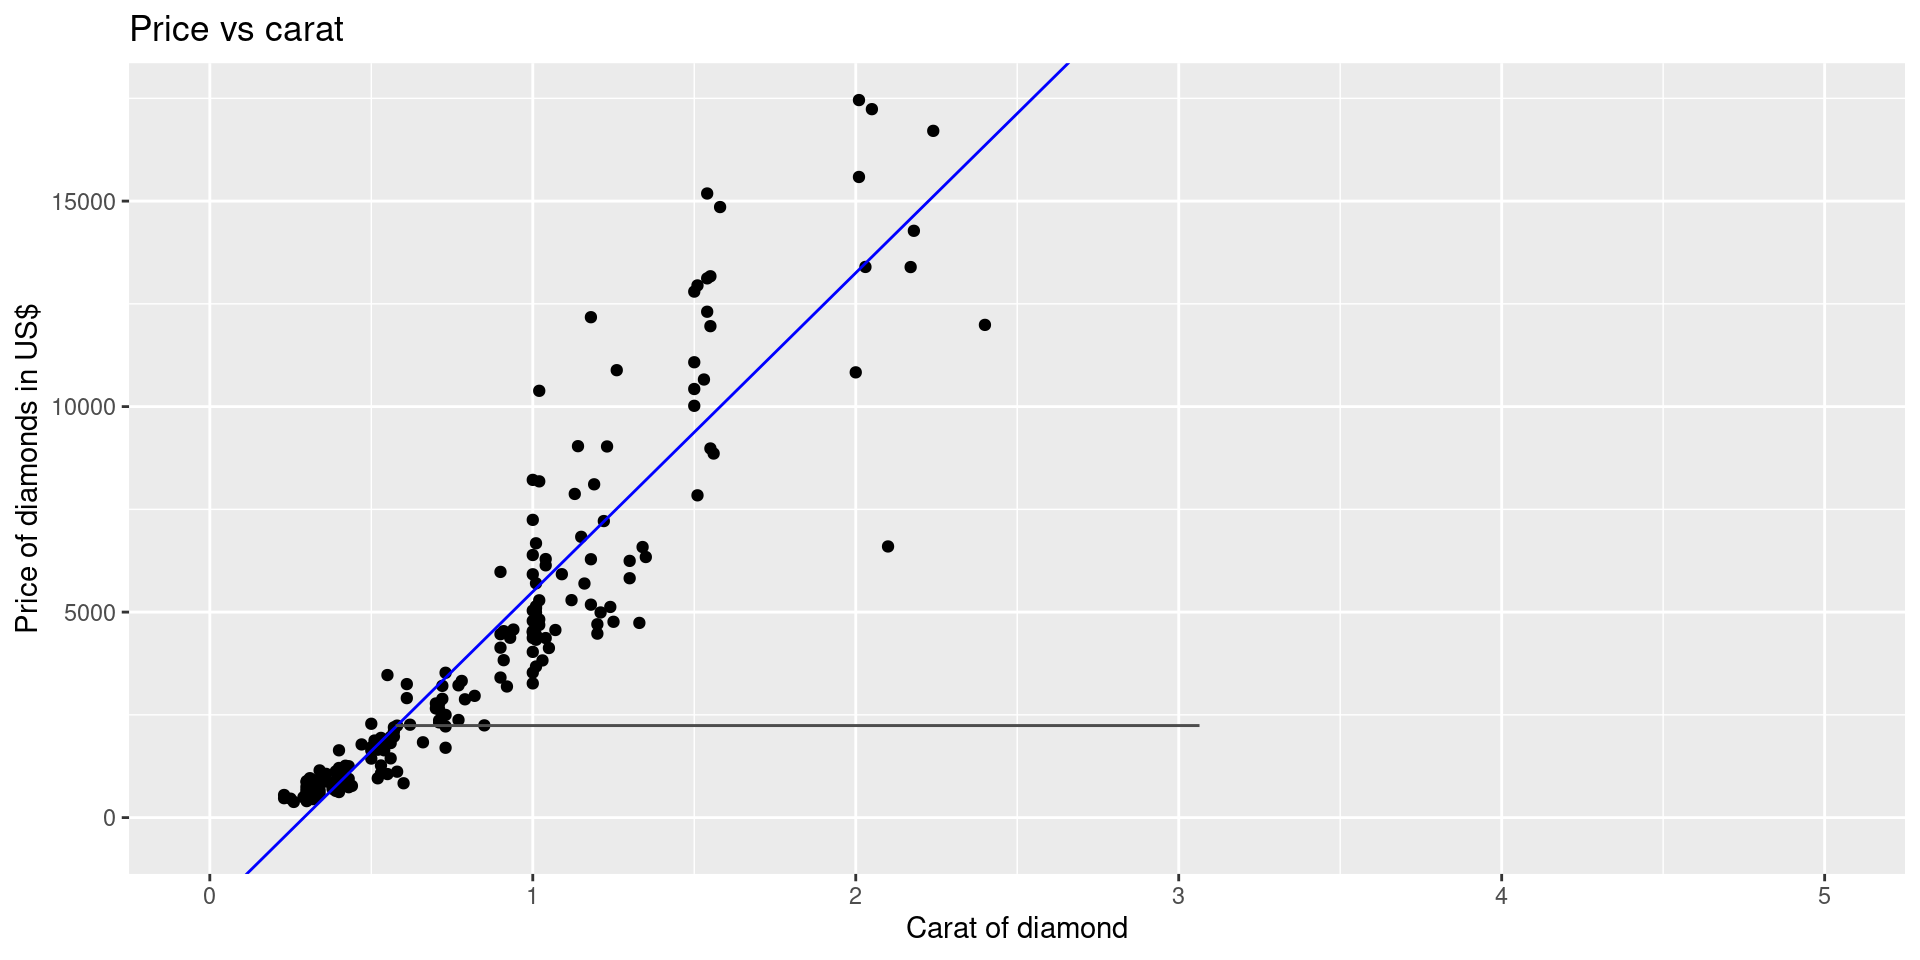 Price vs carat
Price of diamonds in US$
15000
10000
5000
0
0 1 2 3 4 5
Carat of diamond